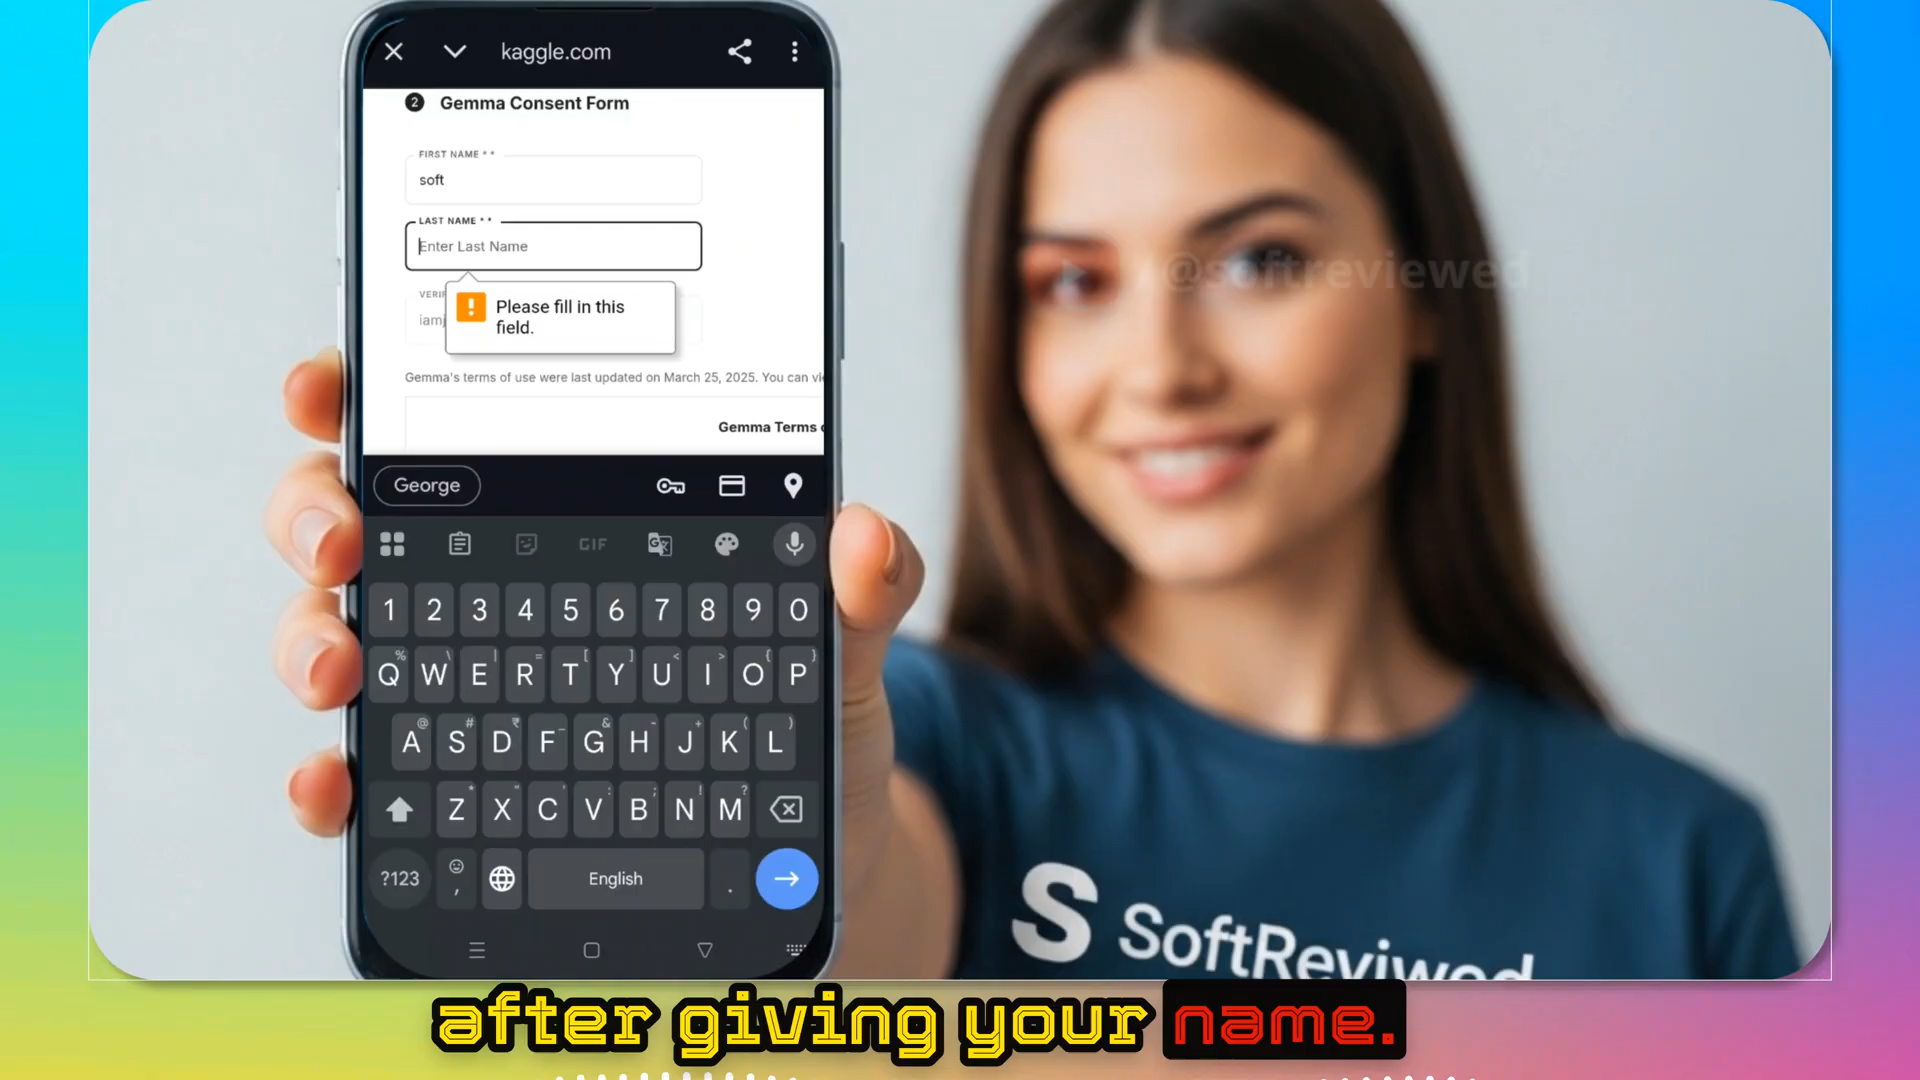 kaggle.com
2 Gemma Consent Form
FIRST NAME * *
soft
LAST NAME * *
Enter Last Name
Please fill in this
field.
iamj
Gemma's terms of use were last updated on March 25, 2025. You can
Gemma Terms
George
GIF
1 2 3 4 5 6 7 8 9 0
Q W E R T Y U I O P
A S D F G H J K L
Z X C V B N M
?123 , English .
@softreviewed
S SoftReviwed
after giving your name.